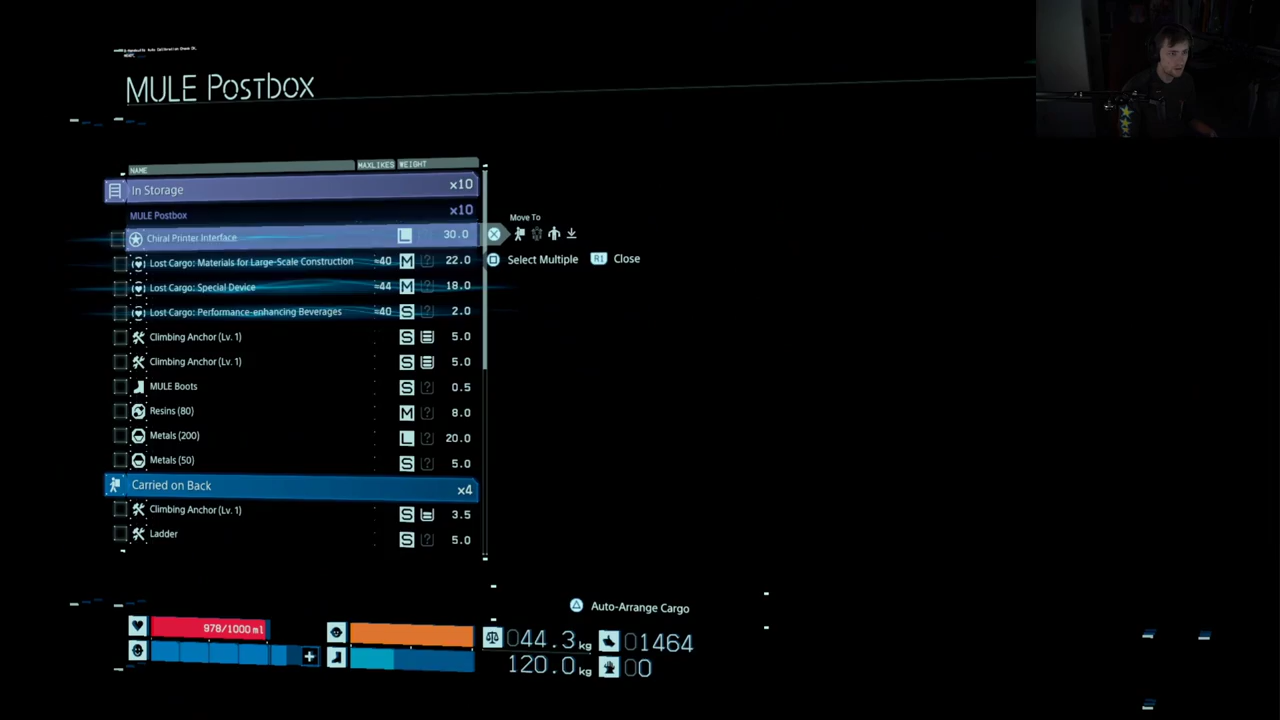 MULE Postbox
NAME MAXLIKES WEIGHT
In Storage x10
MULE Postbox x10
Chiral Printer Interface L 30.0
Lost Cargo: Materials for Large-Scale Construction ≈40 M 22.0
Lost Cargo: Special Device ≈44 M 18.0
Lost Cargo: Performance-enhancing Beverages ≈40 S 2.0
Climbing Anchor (Lv. 1) S 5.0
Climbing Anchor (Lv. 1) S 5.0
MULE Boots S 0.5
Resins (80) M 8.0
Metals (200) L 20.0
Metals (50) S 5.0
Carried on Back x4
Climbing Anchor (Lv. 1) S 3.5
Ladder S 5.0
Move To
Select Multiple R1 Close
Auto-Arrange Cargo
978/1000 ml
044.3 kg 01464
120.0 kg 00